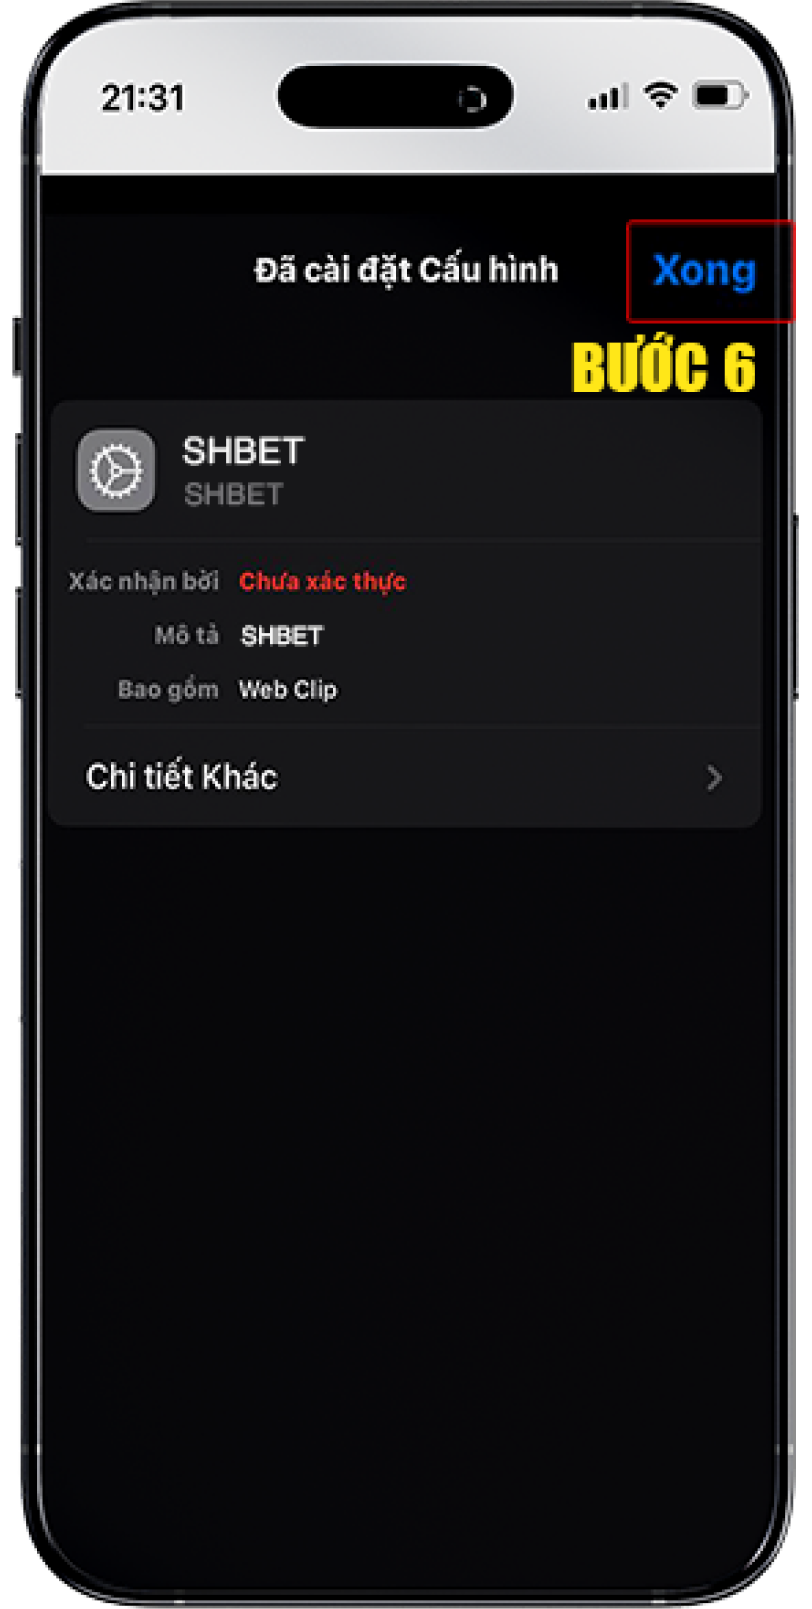 21:31
Đã cài đặt Cấu hình
Xong
BƯỚC 6
SHBET
SHBET
Xác nhận bởi Chưa xác thực
Mô tả SHBET
Bao gồm Web Clip
Chi tiết Khác